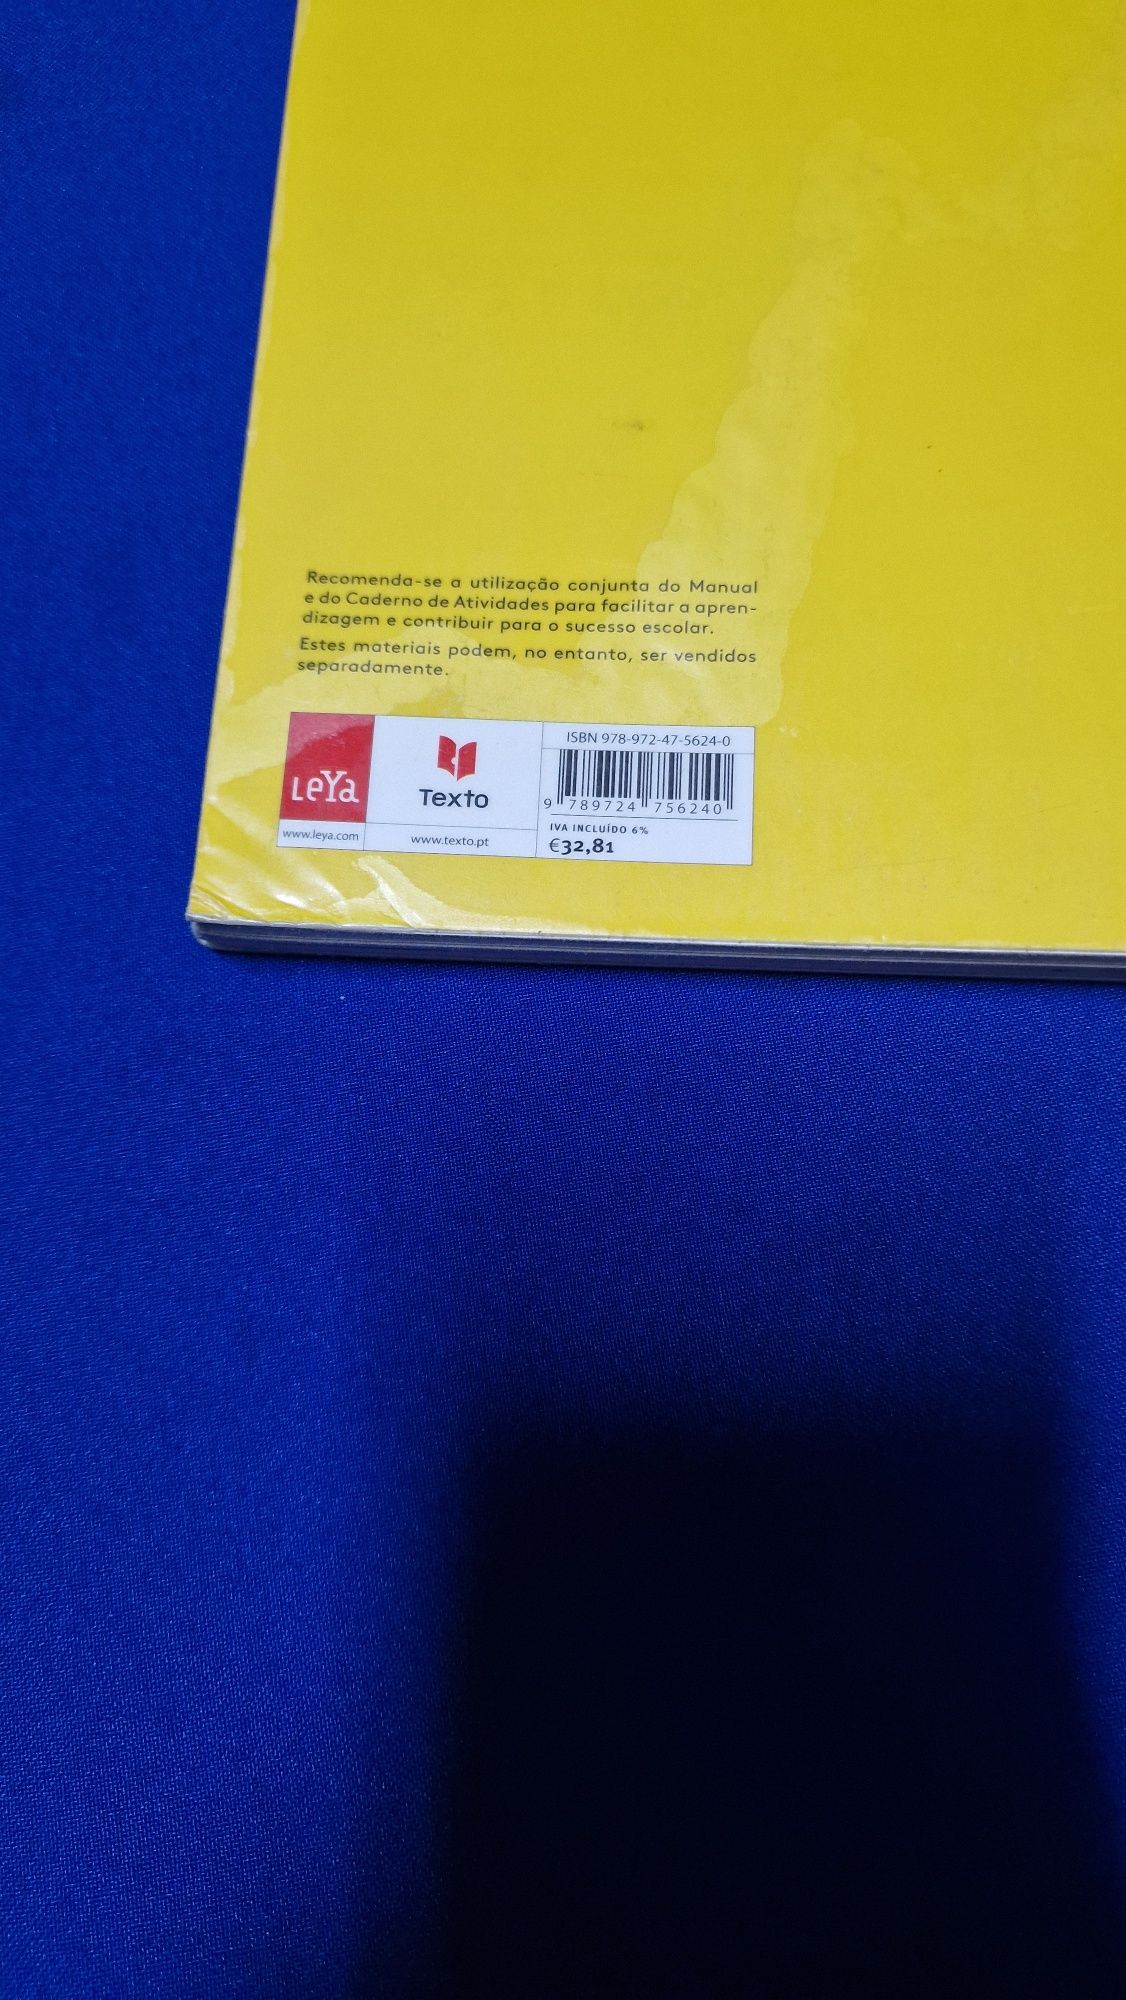 Recomenda-se a utilização conjunta do Manual
e do Caderno de Atividades para facilitar a apren-
dizagem e contribuir para o sucesso escolar.
Estes materiais podem, no entanto, ser vendidos
separadamente.
LeYa
www.leya.com
Texto
www.texto.pt
ISBN 978-972-47-5624-0
9 789724 756240
IVA INCLUÍDO 6%
€32,81